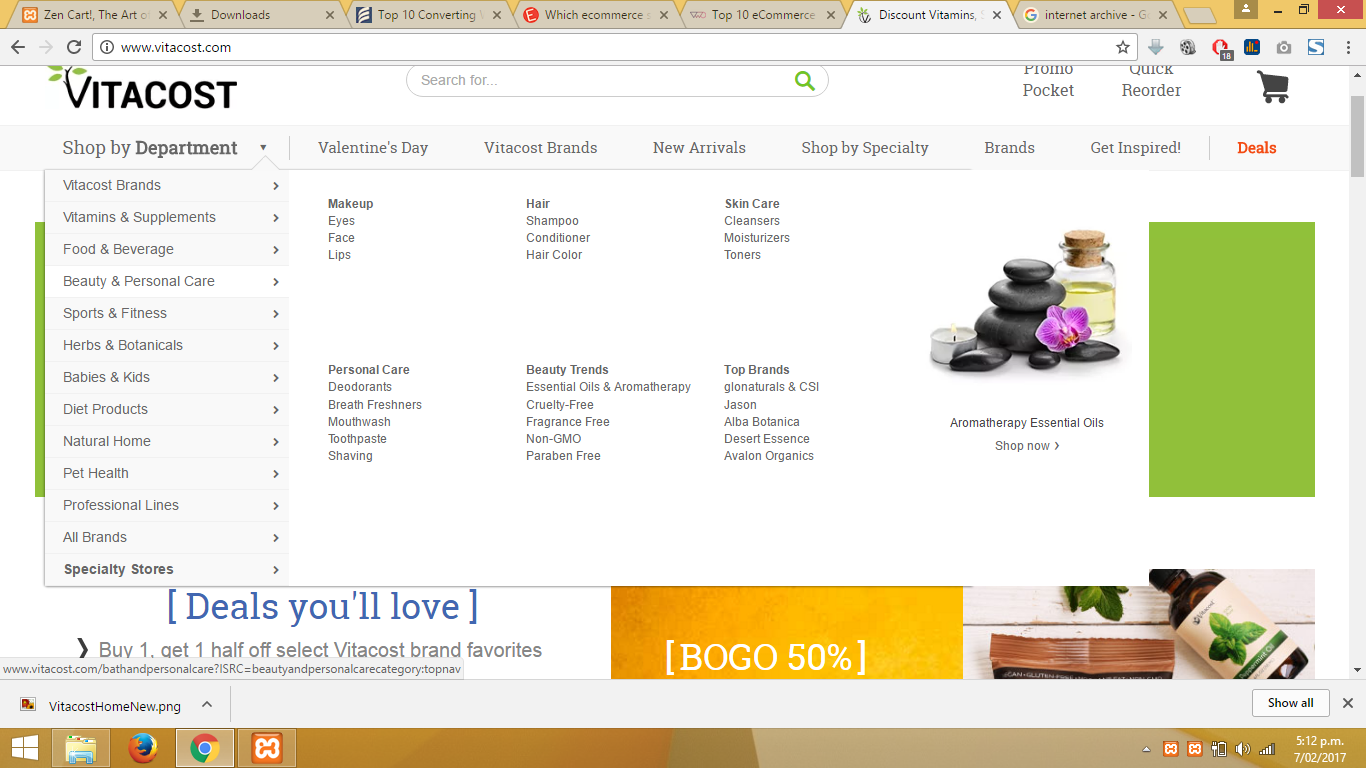 Zen Cart!, The Art o
Downloads
Top 10 Converting
Which ecommerce s
Top 10 eCommerce
Discount Vitamins, S
internet archive - G
www.vitacost.com
18
VITACOST
Search for...
Promo
Pocket
Quick
Reorder
Shop by Department
Valentine's Day
Vitacost Brands
New Arrivals
Shop by Specialty
Brands
Get Inspired!
Deals
Vitacost Brands
Vitamins & Supplements
Food & Beverage
Beauty & Personal Care
Sports & Fitness
Herbs & Botanicals
Babies & Kids
Diet Products
Natural Home
Pet Health
Professional Lines
All Brands
Specialty Stores
Makeup
Eyes
Face
Lips
Hair
Shampoo
Conditioner
Hair Color
Skin Care
Cleansers
Moisturizers
Toners
Personal Care
Deodorants
Breath Freshners
Mouthwash
Toothpaste
Shaving
Beauty Trends
Essential Oils & Aromatherapy
Cruelty-Free
Fragrance Free
Non-GMO
Paraben Free
Top Brands
glonaturals & CSI
Jason
Alba Botanica
Desert Essence
Avalon Organics
Aromatherapy Essential Oils
Shop now ›
[ Deals you'll love ]
Buy 1, get 1 half off select Vitacost brand favorites
[BOGO 50%]
Vitacost
Peppermint Oil
www.vitacost.com/bathandpersonalcare?ISRC=beautyandpersonalcarecategory:topnav
VitacostHomeNew.png
Show all
5:12 p.m.
7/02/2017